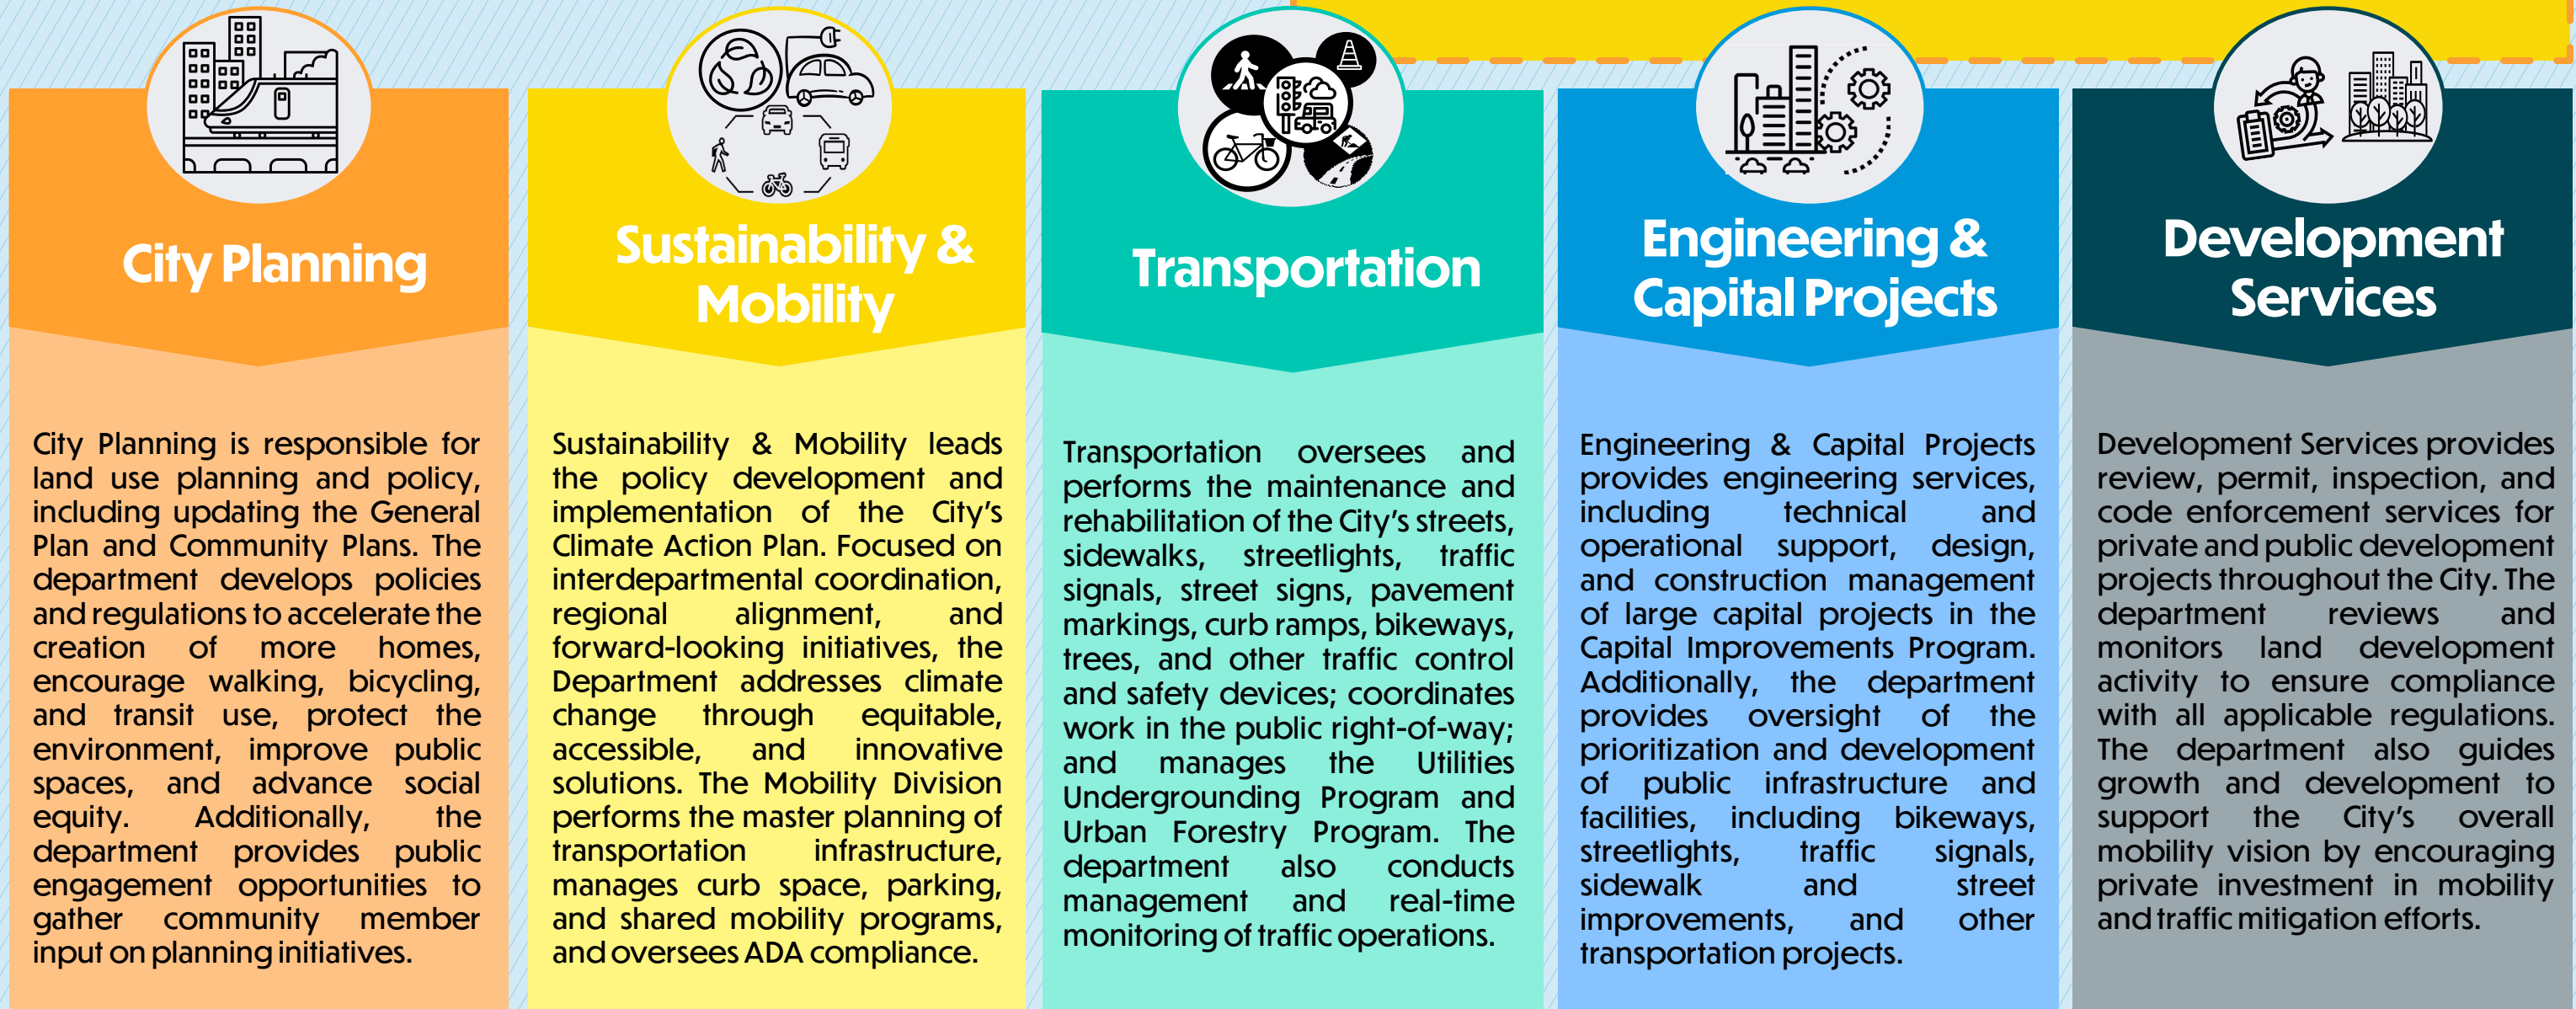 City Planning
City Planning is responsible for
land use planning and policy,
including updating the General
Plan and Community Plans. The
department develops policies
and regulations to accelerate the
creation of more homes,
encourage walking, bicycling,
and transit use, protect the
environment, improve public
spaces, and advance social
equity. Additionally, the
department provides public
engagement opportunities to
gather community member
input on planning initiatives.
Sustainability &
Mobility
Sustainability & Mobility leads
the policy development and
implementation of the City's
Climate Action Plan. Focused on
interdepartmental coordination,
regional alignment, and
forward-looking initiatives, the
Department addresses climate
change through equitable,
accessible, and innovative
solutions. The Mobility Division
performs the master planning of
transportation infrastructure,
manages curb space, parking,
and shared mobility programs,
and oversees ADA compliance.
Transportation
Transportation oversees and
performs the maintenance and
rehabilitation of the City's streets,
sidewalks, streetlights, traffic
signals, street signs, pavement
markings, curb ramps, bikeways,
trees, and other traffic control
and safety devices; coordinates
work in the public right-of-way;
and manages the Utilities
Undergrounding Program and
Urban Forestry Program. The
department also conducts
management and real-time
monitoring of traffic operations.
Engineering &
Capital Projects
Engineering & Capital Projects
provides engineering services,
including technical and
operational support, design,
and construction management
of large capital projects in the
Capital Improvements Program.
Additionally, the department
provides oversight of the
prioritization and development
of public infrastructure and
facilities, including bikeways,
streetlights, traffic signals,
sidewalk and street
improvements, and other
transportation projects.
Development
Services
Development Services provides
review, permit, inspection, and
code enforcement services for
private and public development
projects throughout the City. The
department reviews and
monitors land development
activity to ensure compliance
with all applicable regulations.
The department also guides
growth and development to
support the City's overall
mobility vision by encouraging
private investment in mobility
and traffic mitigation efforts.